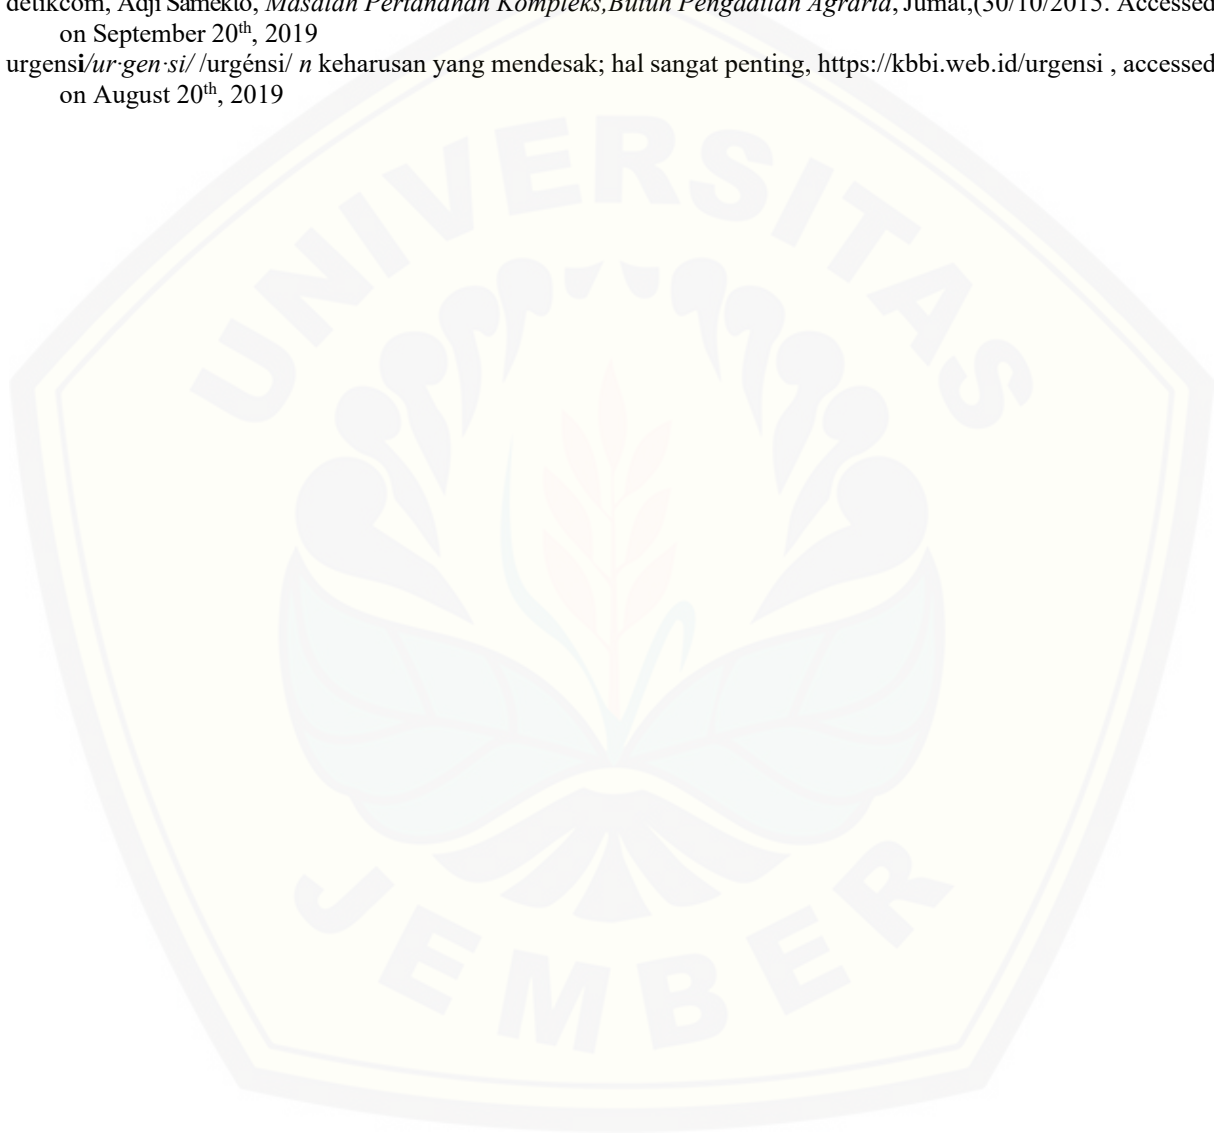 detikcom, Adji Samekto, Masalah Pertanahan Kompleks,Butuh Pengadilan Agraria, Jumat,(30/10/2015. Accessed
on September 20th, 2019
urgensi/ur·gen·si/ /urgénsi/ n keharusan yang mendesak; hal sangat penting, https://kbbi.web.id/urgensi , accessed
on August 20th, 2019
UNIVERSITAS
JEMBER